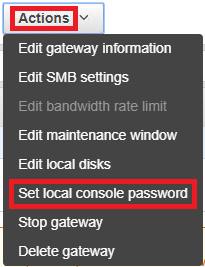 Actions
Edit gateway information
Edit SMB settings
Edit bandwidth rate limit
Edit maintenance window
Edit local disks
Set local console password
Stop gateway
Delete gateway